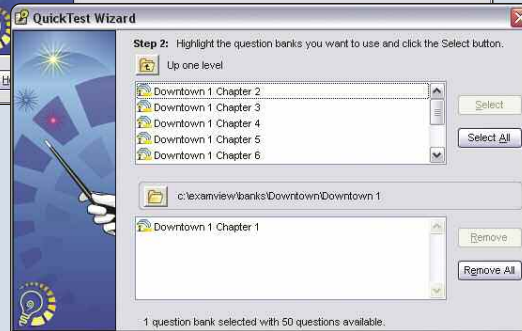 QuickTest Wizard
Step 2: Highlight the question banks you want to use and click the Select button.
Up one level
Downtown 1 Chapter 2
Downtown 1 Chapter 3
Downtown 1 Chapter 4
Downtown 1 Chapter 5
Downtown 1 Chapter 6
Select
Select All
c:\examview\banks\Downtown\Downtown 1
Downtown 1 Chapter 1
Remove
Remove All
1 question bank selected with 50 questions available.